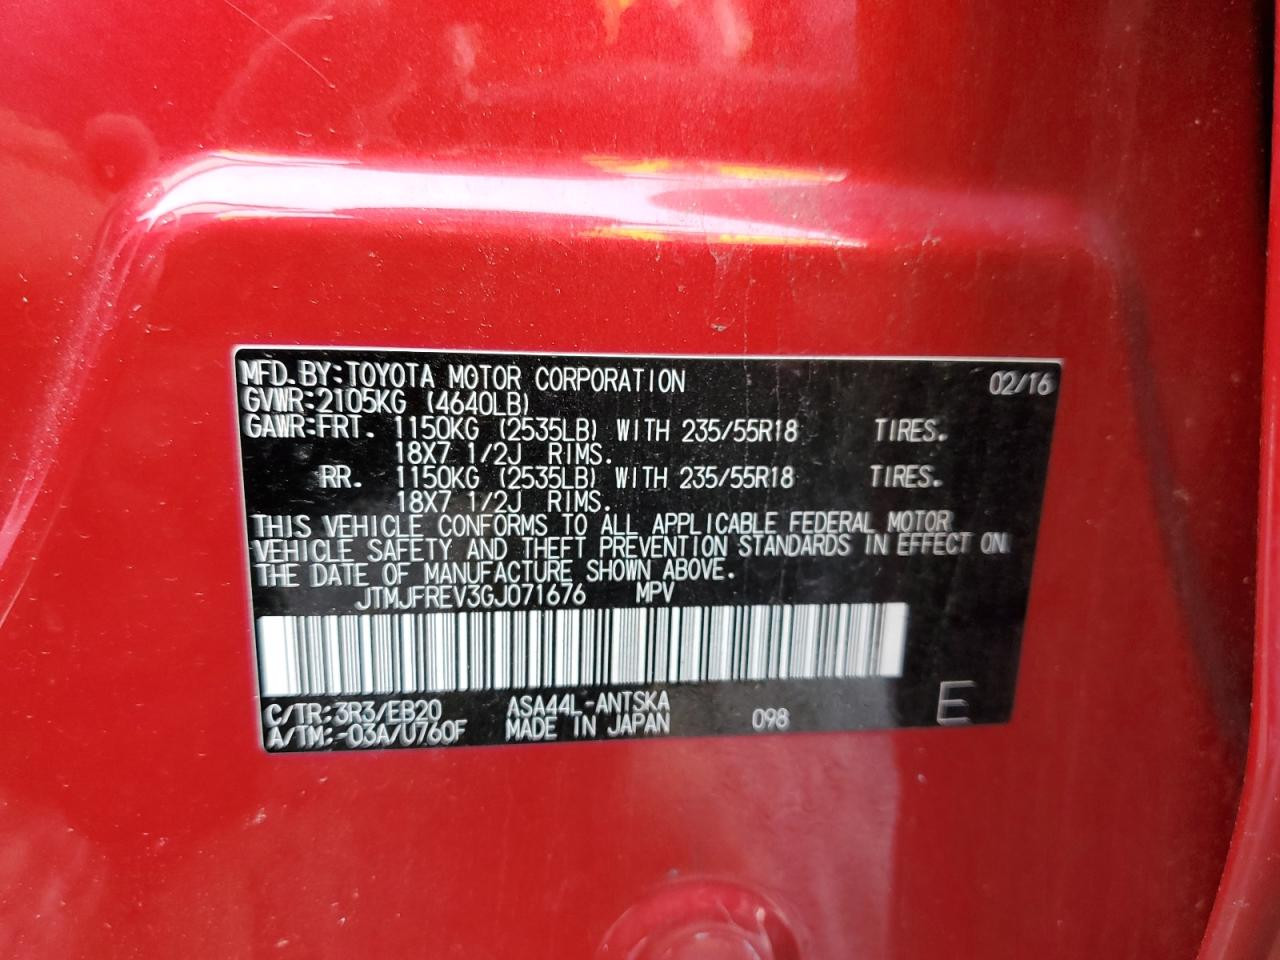 MFD. BY: TOYOTA MOTOR CORPORATION 02/16
GVWR: 2105KG (4640LB)
GAWR: FRT. 1150KG (2535LB) WITH 235/55R18 TIRES.
18X7 1/2J RIMS.
RR. 1150KG (2535LB) WITH 235/55R18 TIRES.
18X7 1/2J RIMS.
THIS VEHICLE CONFORMS TO ALL APPLICABLE FEDERAL MOTOR
VEHICLE SAFETY AND THEFT PREVENTION STANDARDS IN EFFECT ON
THE DATE OF MANUFACTURE SHOWN ABOVE.
JTMJFREV3GJ071676 MPV
C/TR: 3R3/EB20 ASA44L-ANTSKA
A/TM: -03A/U760F MADE IN JAPAN 098 E